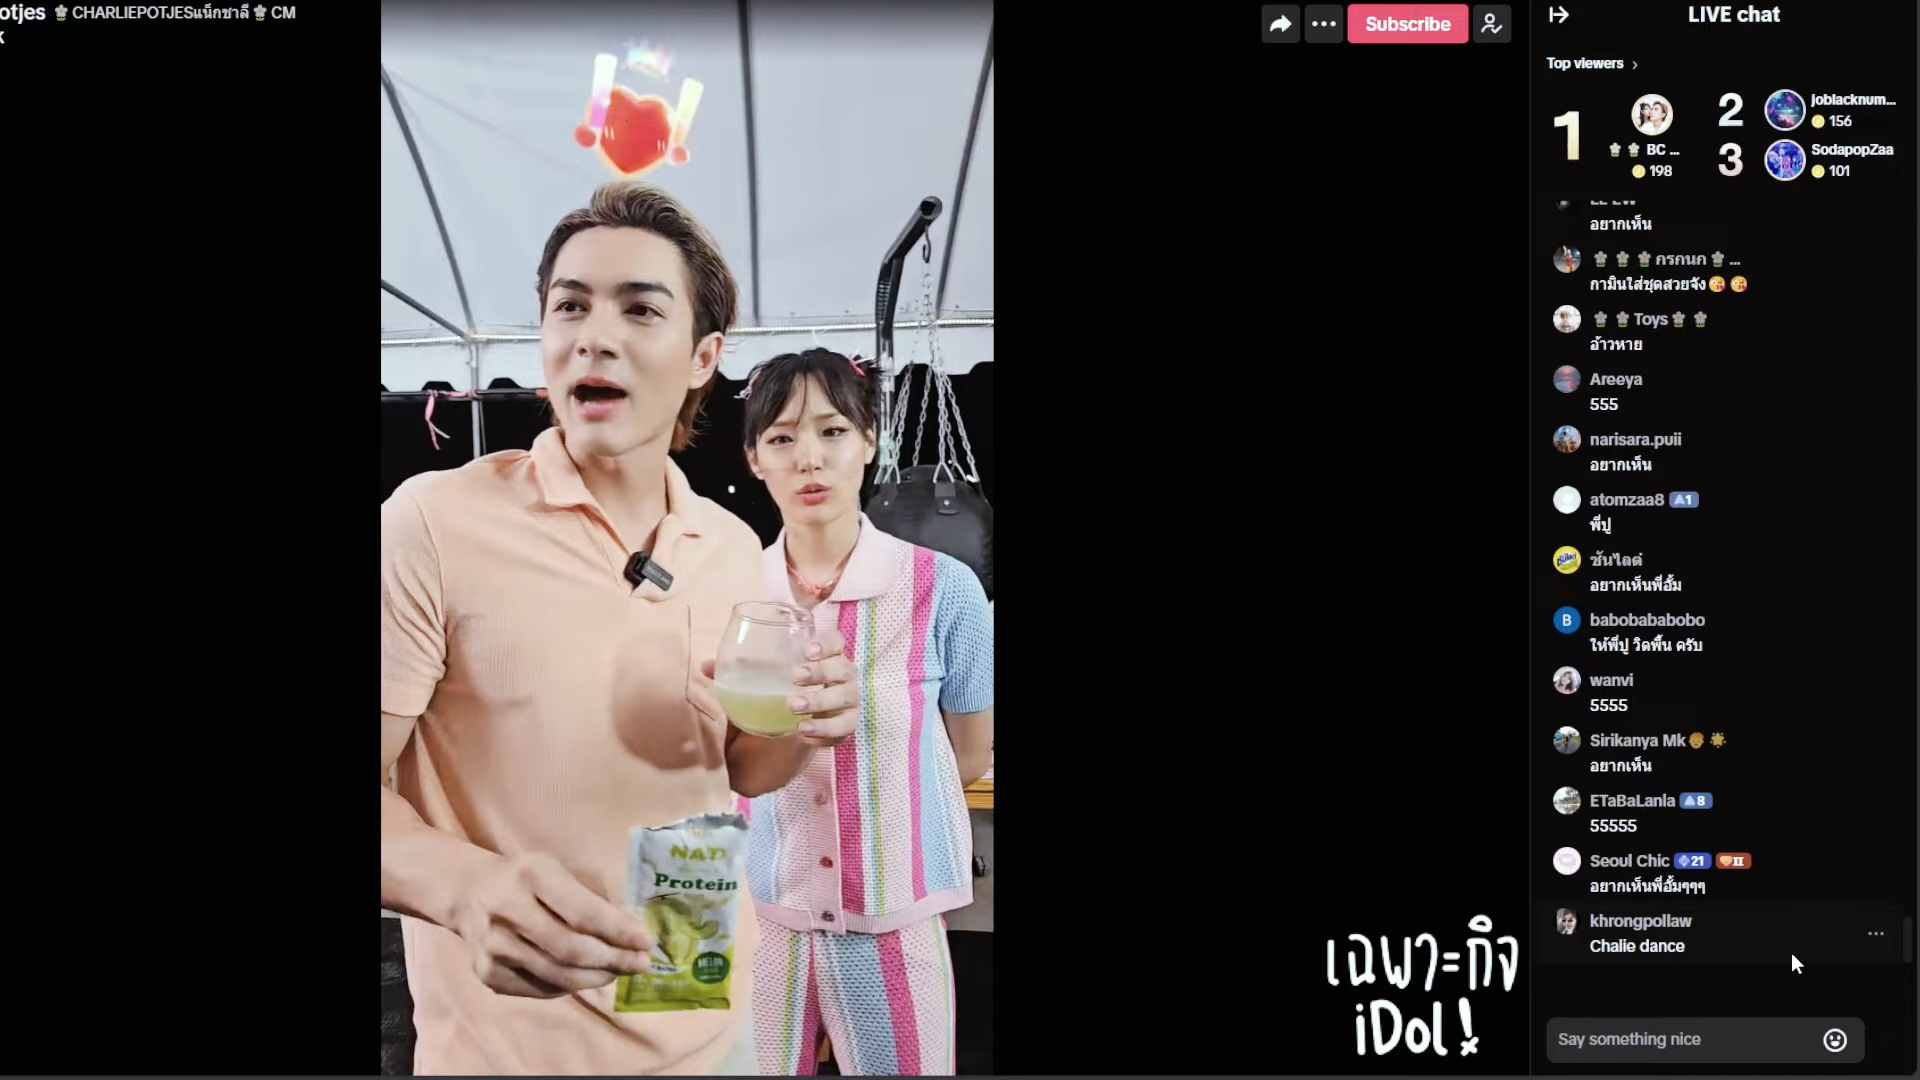 otjes CHARLIEPOTJESแน็กชาลี CM
Subscribe
LIVE chat
Top viewers
1
BC ...
198
2
joblacknum...
156
3
SodapopZaa
101
อยากเห็น
กรกนก ...
กามินใส่ชุดสวยจัง
Toys
อ้าวหาย
Areeya
555
narisara.puii
อยากเห็น
atomzaa8 1
พี่ปู
ซันไลต่
อยากเห็นพี่อั้ม
B babobababobo
ให้พี่ปู วิดพื้น ครับ
wanvi
5555
Sirikanya Mk
อยากเห็น
ETaBaLanla 8
55555
Seoul Chic 21 II
อยากเห็นพี่อั้มๆๆๆ
khrongpollaw
Chalie dance
Say something nice
Protein
MELON
เฉพาะกิจ
iDol!